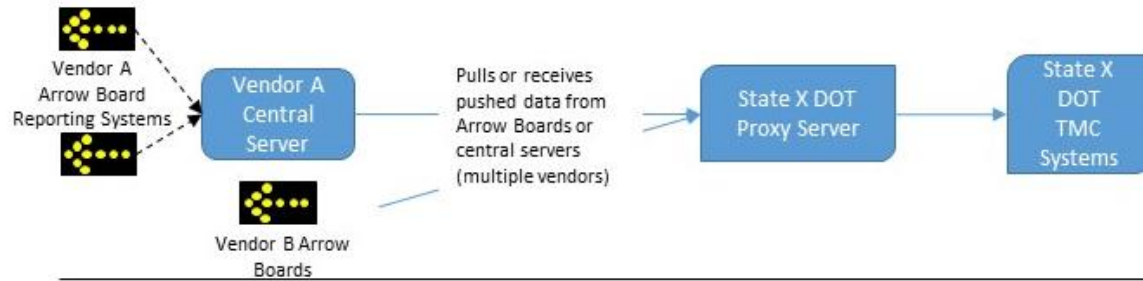 Vendor A
Arrow Board
Reporting Systems
Vendor A
Central
Server
Vendor B Arrow
Boards
Pulls or receives
pushed data from
Arrow Boards or
central servers
(multiple vendors)
State X DOT
Proxy Server
State X
DOT
TMC
Systems